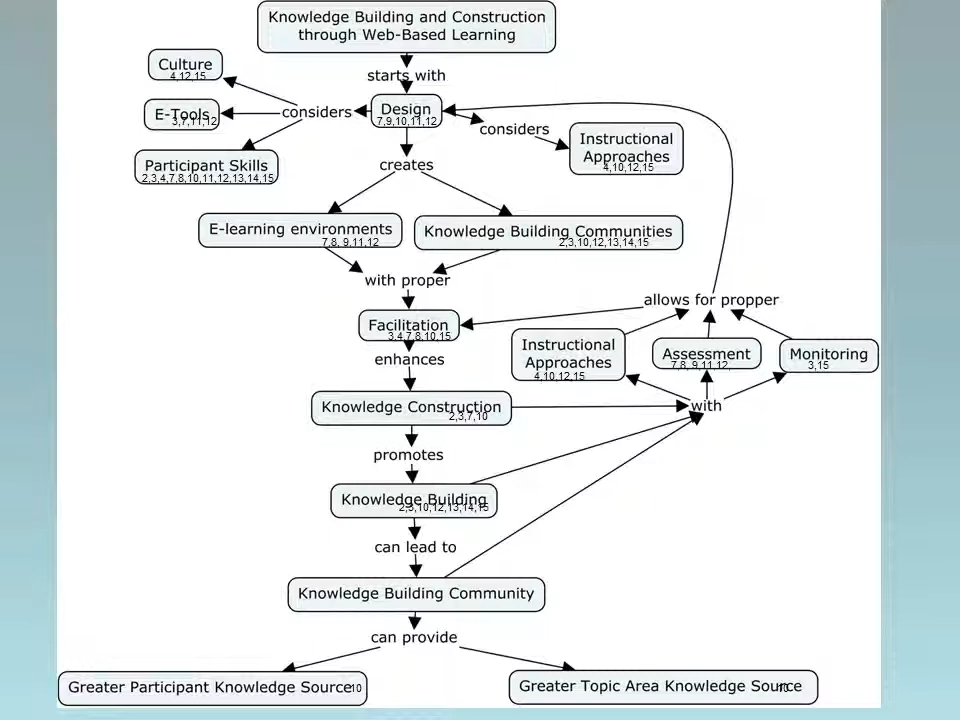 Knowledge Building and Construction
through Web-Based Learning
starts with
Culture
4,12,15
E-Tools
3,7,11,12
Participant Skills
2,3,4,7,8,10,11,12,13,14,15
considers
Design
7,9,10,11,12
considers
Instructional
Approaches
4,10,12,15
creates
E-learning environments
7,8, 9,11,12
Knowledge Building Communities
2,3,10,12,13,14,15
with proper
allows for propper
Facilitation
3,4,7,8,10,15
enhances
Instructional
Approaches
4,10,12,15
Assessment
7,8, 9,11,12,
Monitoring
3,15
Knowledge Construction
2,3,7,10
with
promotes
Knowledge Building
2,3,10,12,13,14,15
can lead to
Knowledge Building Community
can provide
Greater Participant Knowledge Source
10
Greater Topic Area Knowledge Source